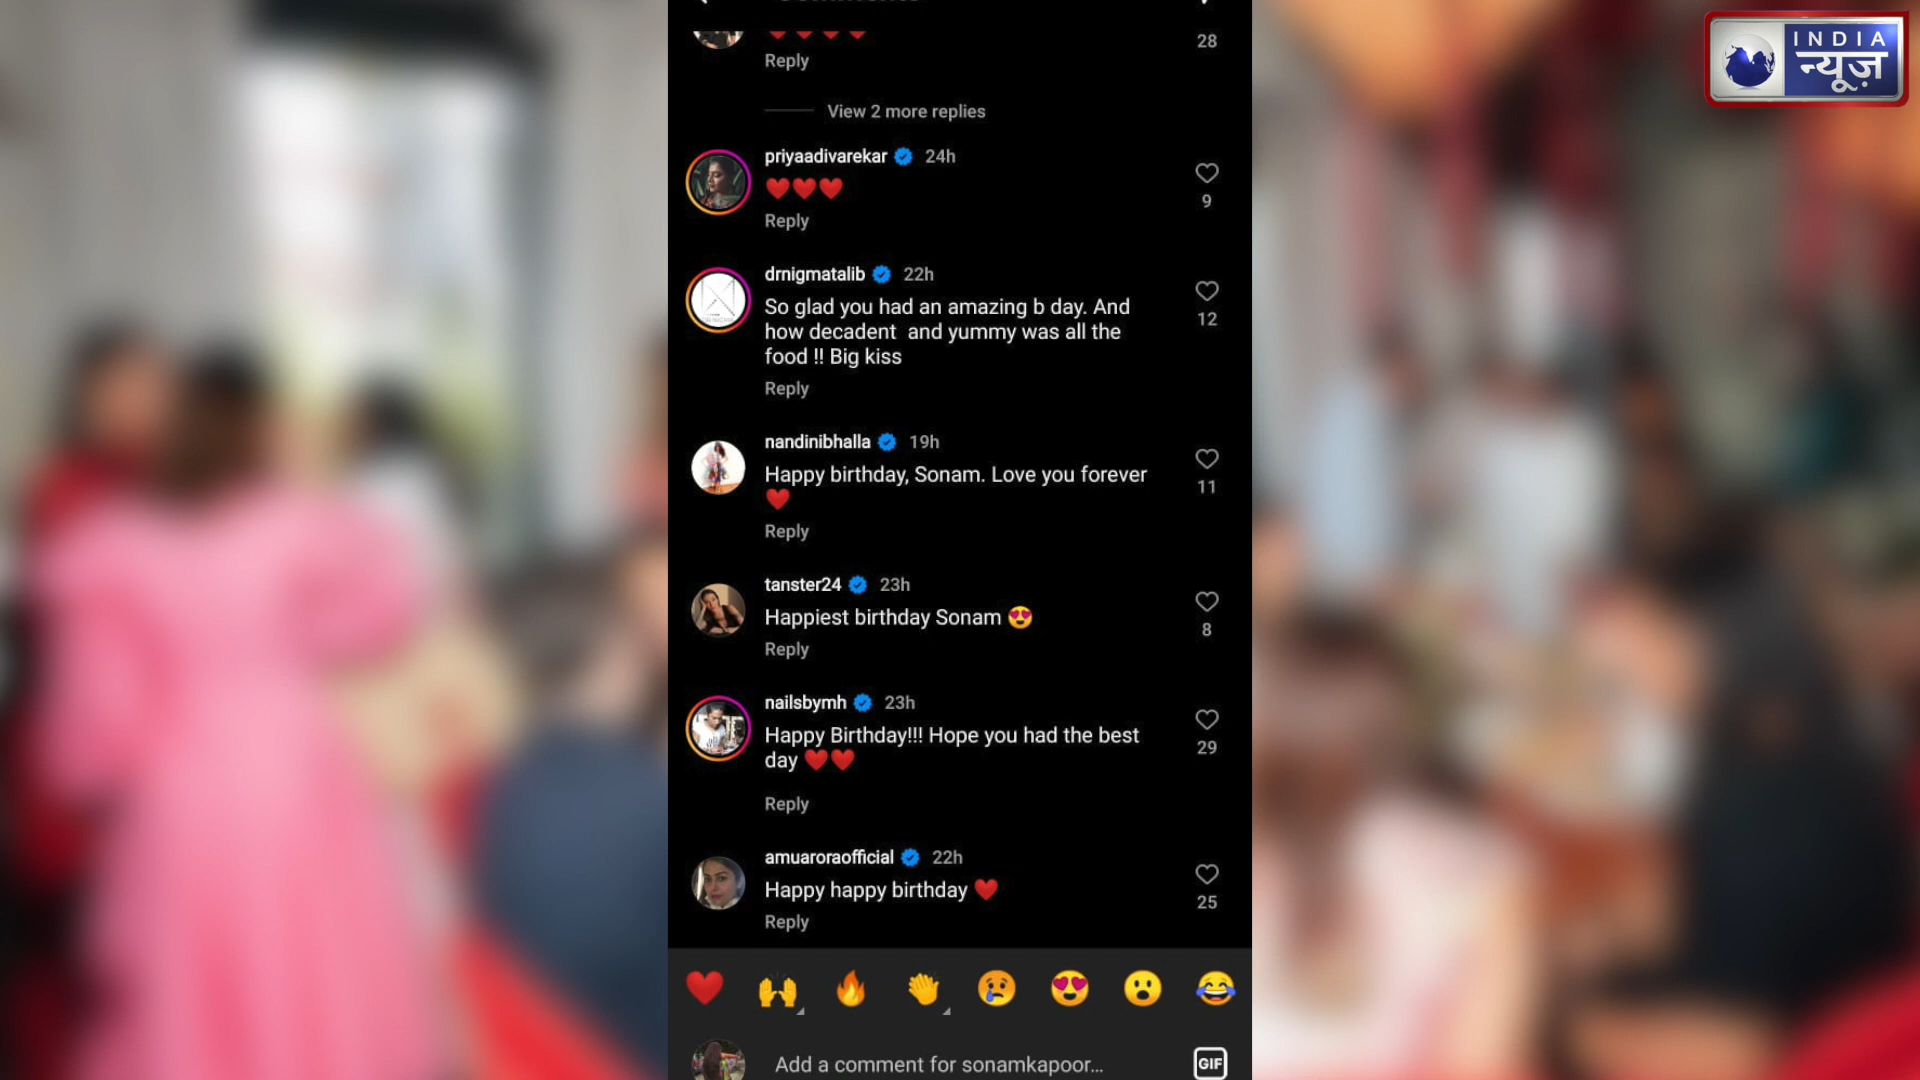 28
Reply
View 2 more replies
priyaadivarekar 24h
❤️❤️❤️
9
Reply
drnigmatalib 22h
So glad you had an amazing b day. And
how decadent  and yummy was all the
food !! Big kiss
12
Reply
nandinibhalla 19h
Happy birthday, Sonam. Love you forever
❤️
11
Reply
tanster24 23h
Happiest birthday Sonam 😍
8
Reply
nailsbymh 23h
Happy Birthday!!! Hope you had the best
day ❤️❤️
29
Reply
amuaroraofficial 22h
Happy happy birthday ❤️
25
Reply
❤️ 🙌 🔥 👏 😢 😍 😮 😂
Add a comment for sonamkapoor...
GIF
INDIA
न्यूज़